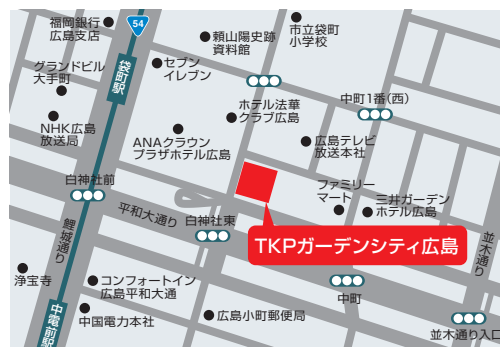 福岡銀行
広島支店
54
頼山陽史跡
資料館
市立袋町
小学校
袋町駅
セブン
イレブン
グランドビル
大手町
ホテル法華
クラブ広島
中町1番(西)
NHK広島
放送局
ANAクラウン
プラザホテル広島
広島テレビ
放送本社
白神社前
平和大通り
白神社東
ファミリー
マート
三井ガーデン
ホテル広島
並木通り
鯉城通り
TKPガーデンシティ広島
浄宝寺
コンフォートイン
広島平和大通
中町
中国電力本社
広島小町郵便局
中電前駅
並木通り入口